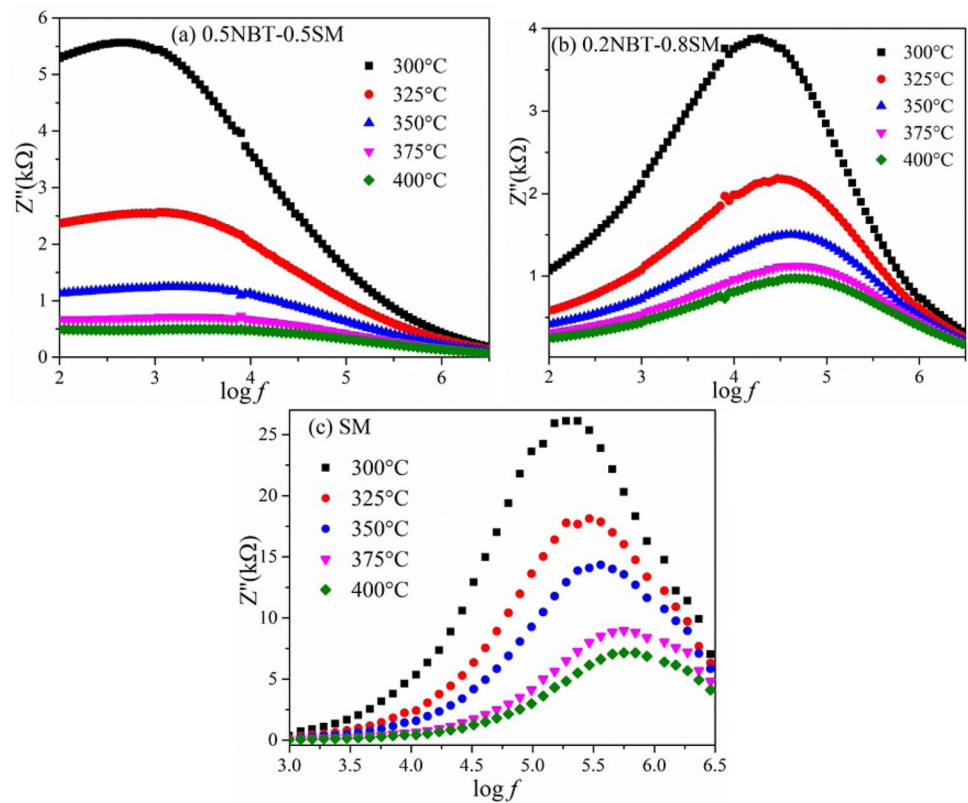 (a) 0.5NBT-0.5SM
300°C
325°C
350°C
375°C
400°C
6
5
4
3
2
1
0
Z"(kΩ)
2
3
4
5
6
log f
(b) 0.2NBT-0.8SM
300°C
325°C
350°C
375°C
400°C
4
3
2
1
Z"(kΩ)
2
3
4
5
6
log f
(c) SM
300°C
325°C
350°C
375°C
400°C
25
20
15
10
5
0
Z"(kΩ)
3.0
3.5
4.0
4.5
5.0
5.5
6.0
6.5
log f